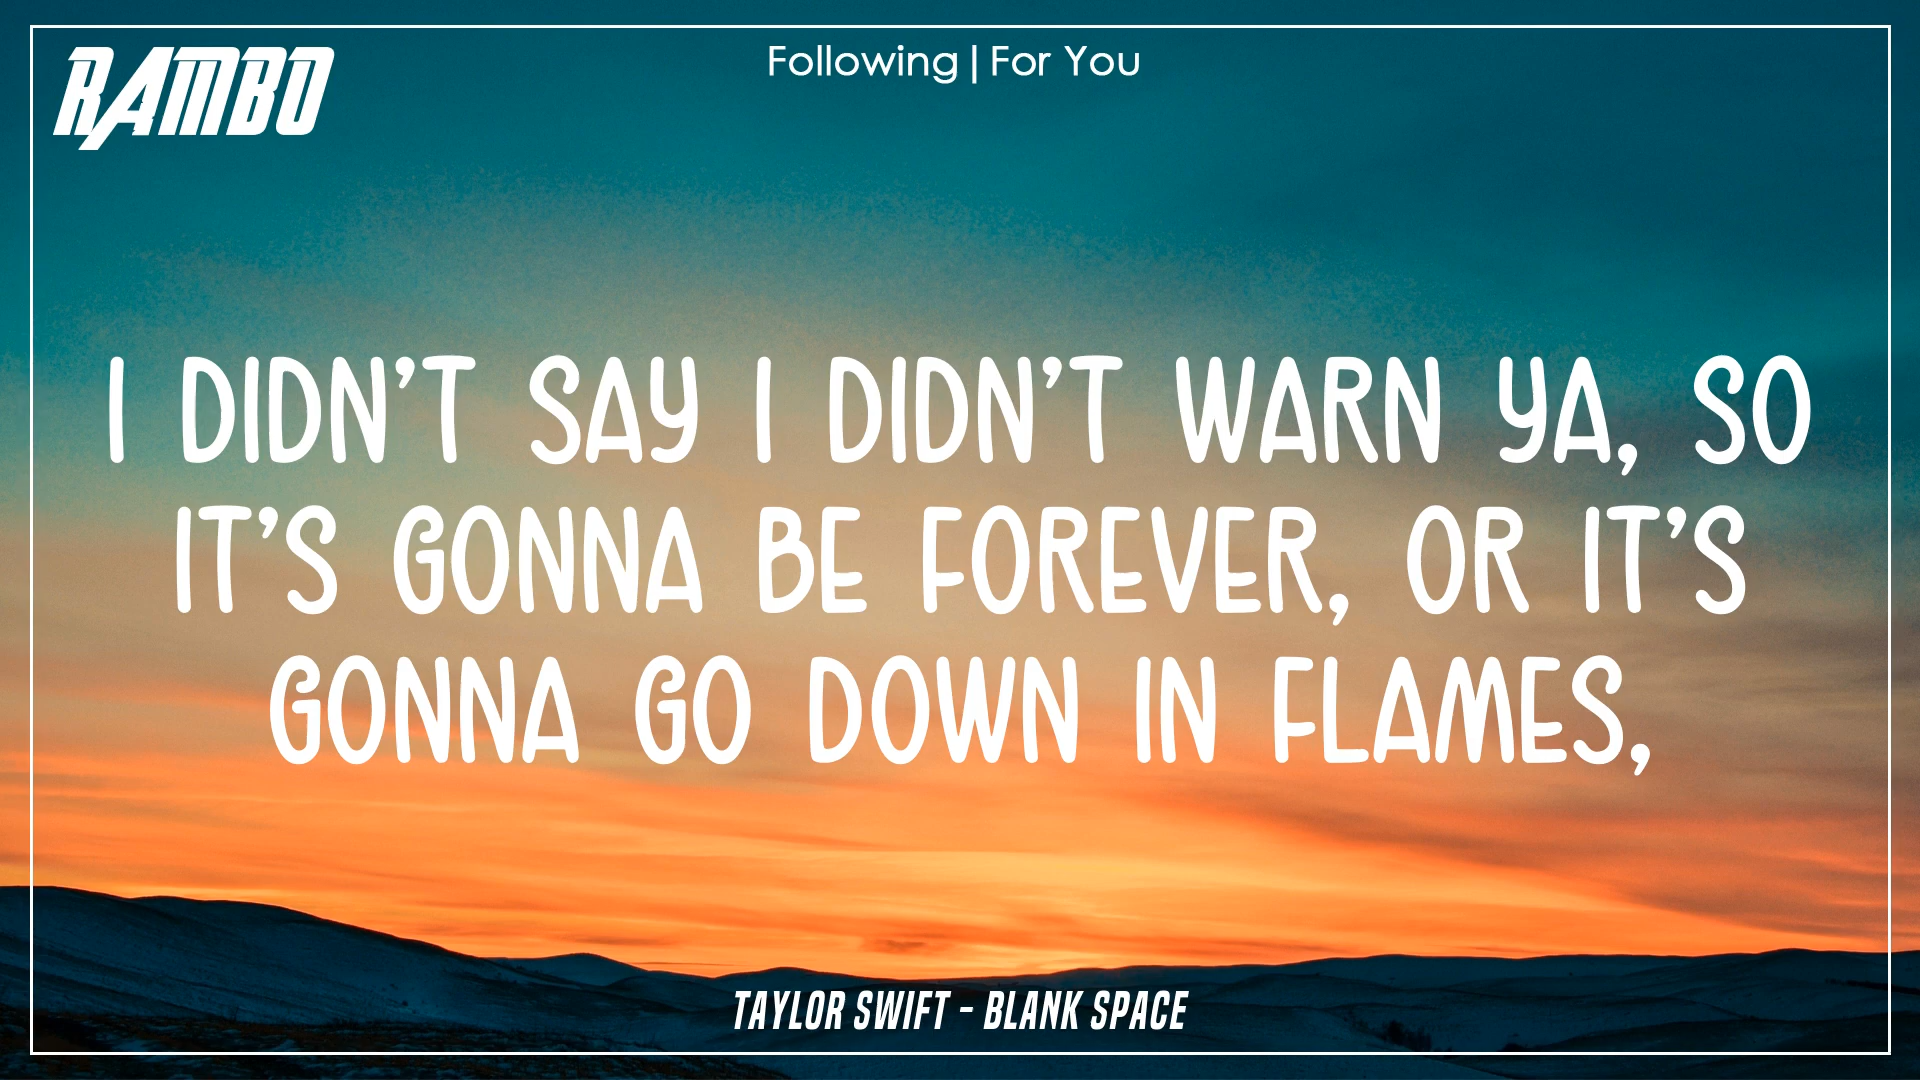 RAMBO
Following | For You
I DIDN'T SAY I DIDN'T WARN YA, SO
IT'S GONNA BE FOREVER, OR IT'S
GONNA GO DOWN IN FLAMES,
TAYLOR SWIFT - BLANK SPACE